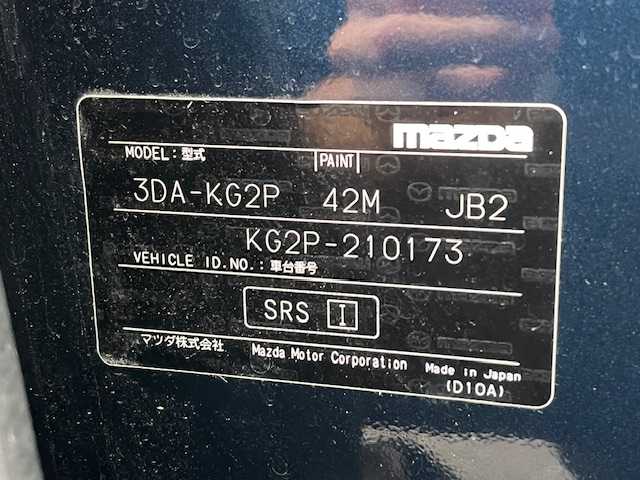 mazda
MODEL:型式 PAINT
3DA-KG2P 42M JB2
KG2P-210173
VEHICLE ID.NO.:車台番号
SRS I
マツダ株式会社 Mazda Motor Corporation Made in Japan
(D10A)